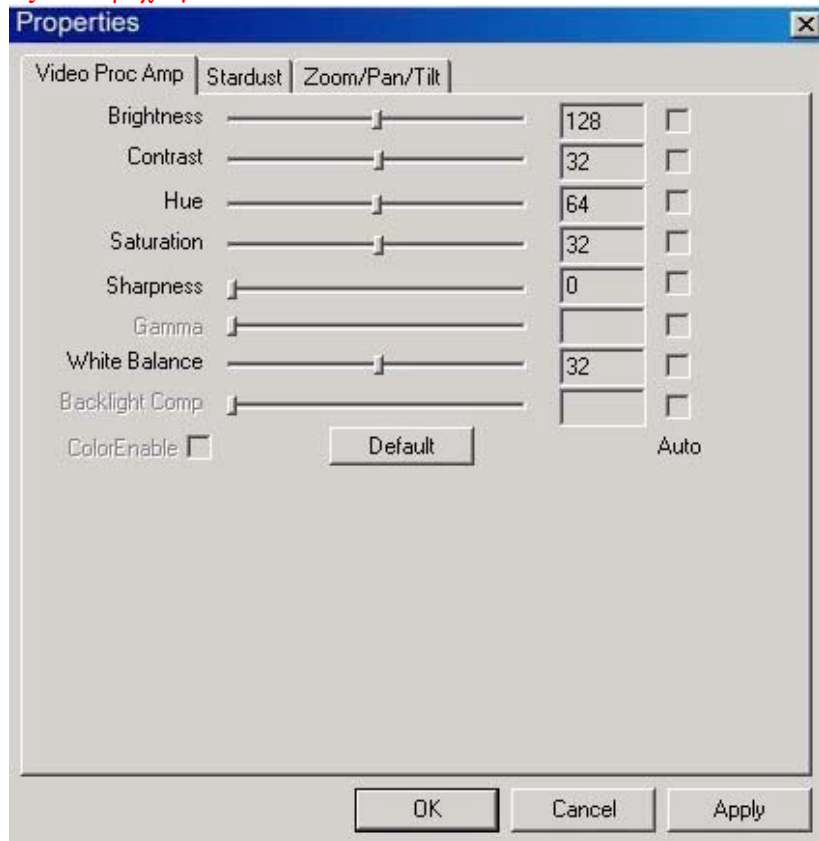 Properties
Video Proc Amp Stardust Zoom/Pan/Tilt
Brightness 128
Contrast 32
Hue 64
Saturation 32
Sharpness 0
Gamma
White Balance 32
Backlight Comp
ColorEnable Default Auto
OK Cancel Apply